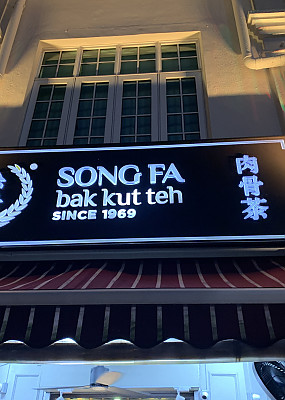 SONG FA
bak kut teh
SINCE 1969
肉骨茶